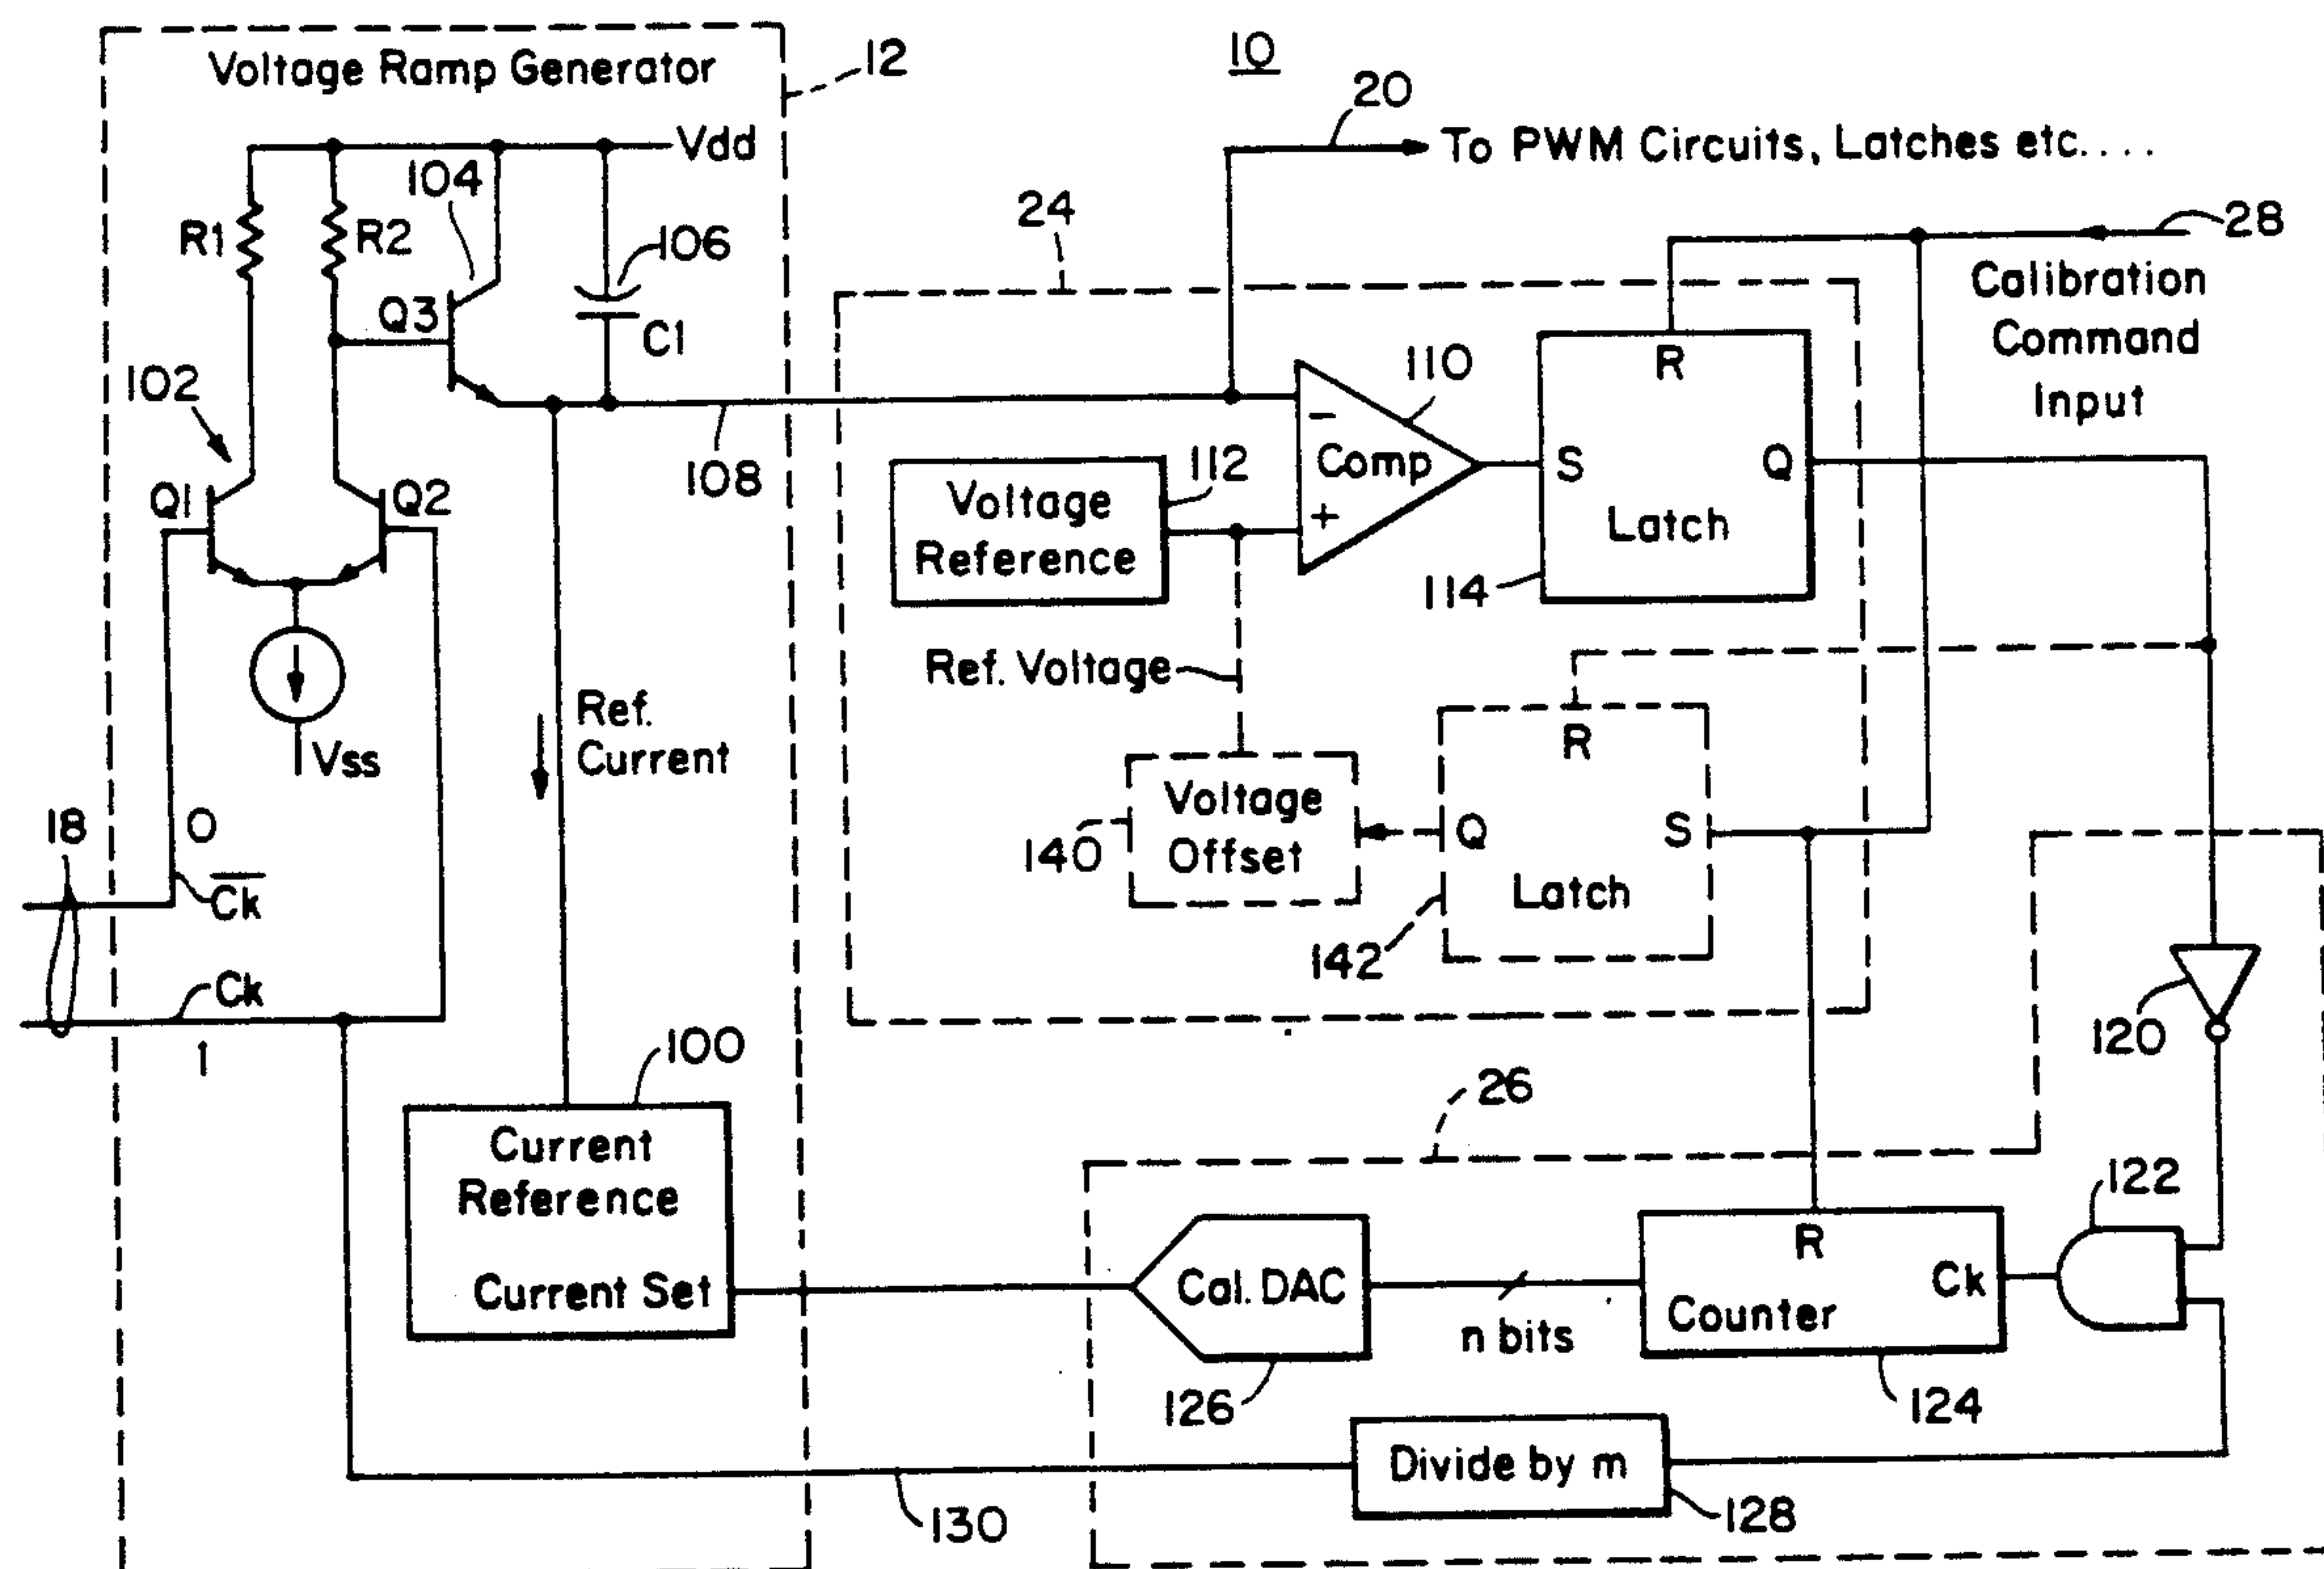 Voltage Ramp Generator
12
10
20
To PWM Circuits, Latches etc....
Vdd
104
R1
R2
106
Q3
C1
102
108
Q1
Q2
Vss
Ref.
Current
18
0
Ck
Ck
1
100
Current
Reference
Current Set
24
28
Calibration
Command
Input
110
R
−
Comp
+
S
Q
Latch
114
112
Voltage
Reference
Ref. Voltage
R
Voltage
Offset
140
Q
S
Latch
142
120
26
122
R
Ck
Counter
124
Cal. DAC
n bits
126
Divide by m
128
130